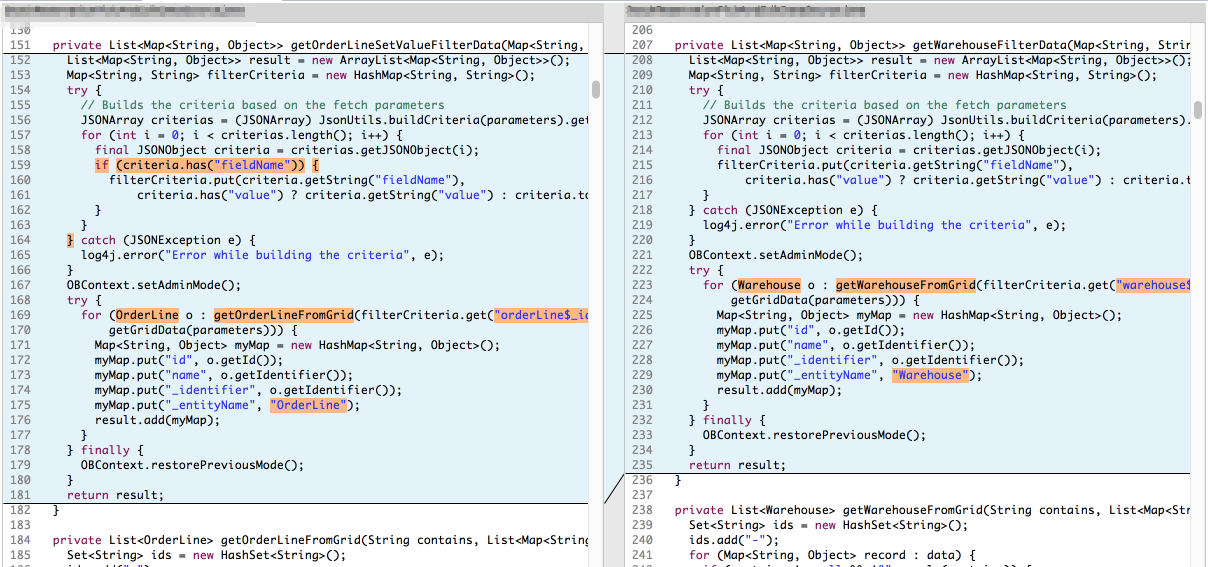 150
151 private List<Map<String, Object>> getOrderLineSetValueFilterData(Map<String,
152 List<Map<String, Object>> result = new ArrayList<Map<String, Object>>();
153 Map<String, String> filterCriteria = new HashMap<String, String>();
154 try {
155 // Builds the criteria based on the fetch parameters
156 JSONArray criterias = (JSONArray) JsonUtils.buildCriteria(parameters).get
157 for (int i = 0; i < criterias.length(); i++) {
158 final JSONObject criteria = criterias.getJSONObject(i);
159 if (criteria.has("fieldName")) {
160 filterCriteria.put(criteria.getString("fieldName"),
161 criteria.has("value") ? criteria.getString("value") : criteria.to
162 }
163 }
164 } catch (JSONException e) {
165 log4j.error("Error while building the criteria", e);
166 }
167 OBContext.setAdminMode();
168 try {
169 for (OrderLine o : getOrderLineFromGrid(filterCriteria.get("orderLine$_id
170 getGridData(parameters))) {
171 Map<String, Object> myMap = new HashMap<String, Object>();
172 myMap.put("id", o.getId());
173 myMap.put("name", o.getIdentifier());
174 myMap.put("_identifier", o.getIdentifier());
175 myMap.put("_entityName", "OrderLine");
176 result.add(myMap);
177 }
178 } finally {
179 OBContext.restorePreviousMode();
180 }
181 return result;
182 }
183
184 private List<OrderLine> getOrderLineFromGrid(String contains, List<Map<String
185 Set<String> ids = new HashSet<String>();
206
207 private List<Map<String, Object>> getWarehouseFilterData(Map<String, Strin
208 List<Map<String, Object>> result = new ArrayList<Map<String, Object>>();
209 Map<String, String> filterCriteria = new HashMap<String, String>();
210 try {
211 // Builds the criteria based on the fetch parameters
212 JSONArray criterias = (JSONArray) JsonUtils.buildCriteria(parameters).
213 for (int i = 0; i < criterias.length(); i++) {
214 final JSONObject criteria = criterias.getJSONObject(i);
215 filterCriteria.put(criteria.getString("fieldName"),
216 criteria.has("value") ? criteria.getString("value") : criteria.t
217 }
218 } catch (JSONException e) {
219 log4j.error("Error while building the criteria", e);
220 }
221 OBContext.setAdminMode();
222 try {
223 for (Warehouse o : getWarehouseFromGrid(filterCriteria.get("warehouse$
224 getGridData(parameters))) {
225 Map<String, Object> myMap = new HashMap<String, Object>();
226 myMap.put("id", o.getId());
227 myMap.put("name", o.getIdentifier());
228 myMap.put("_identifier", o.getIdentifier());
229 myMap.put("_entityName", "Warehouse");
230 result.add(myMap);
231 }
232 } finally {
233 OBContext.restorePreviousMode();
234 }
235 return result;
236 }
237
238 private List<Warehouse> getWarehouseFromGrid(String contains, List<Map<Str
239 Set<String> ids = new HashSet<String>();
240 ids.add("-");
241 for (Map<String, Object> record : data) {